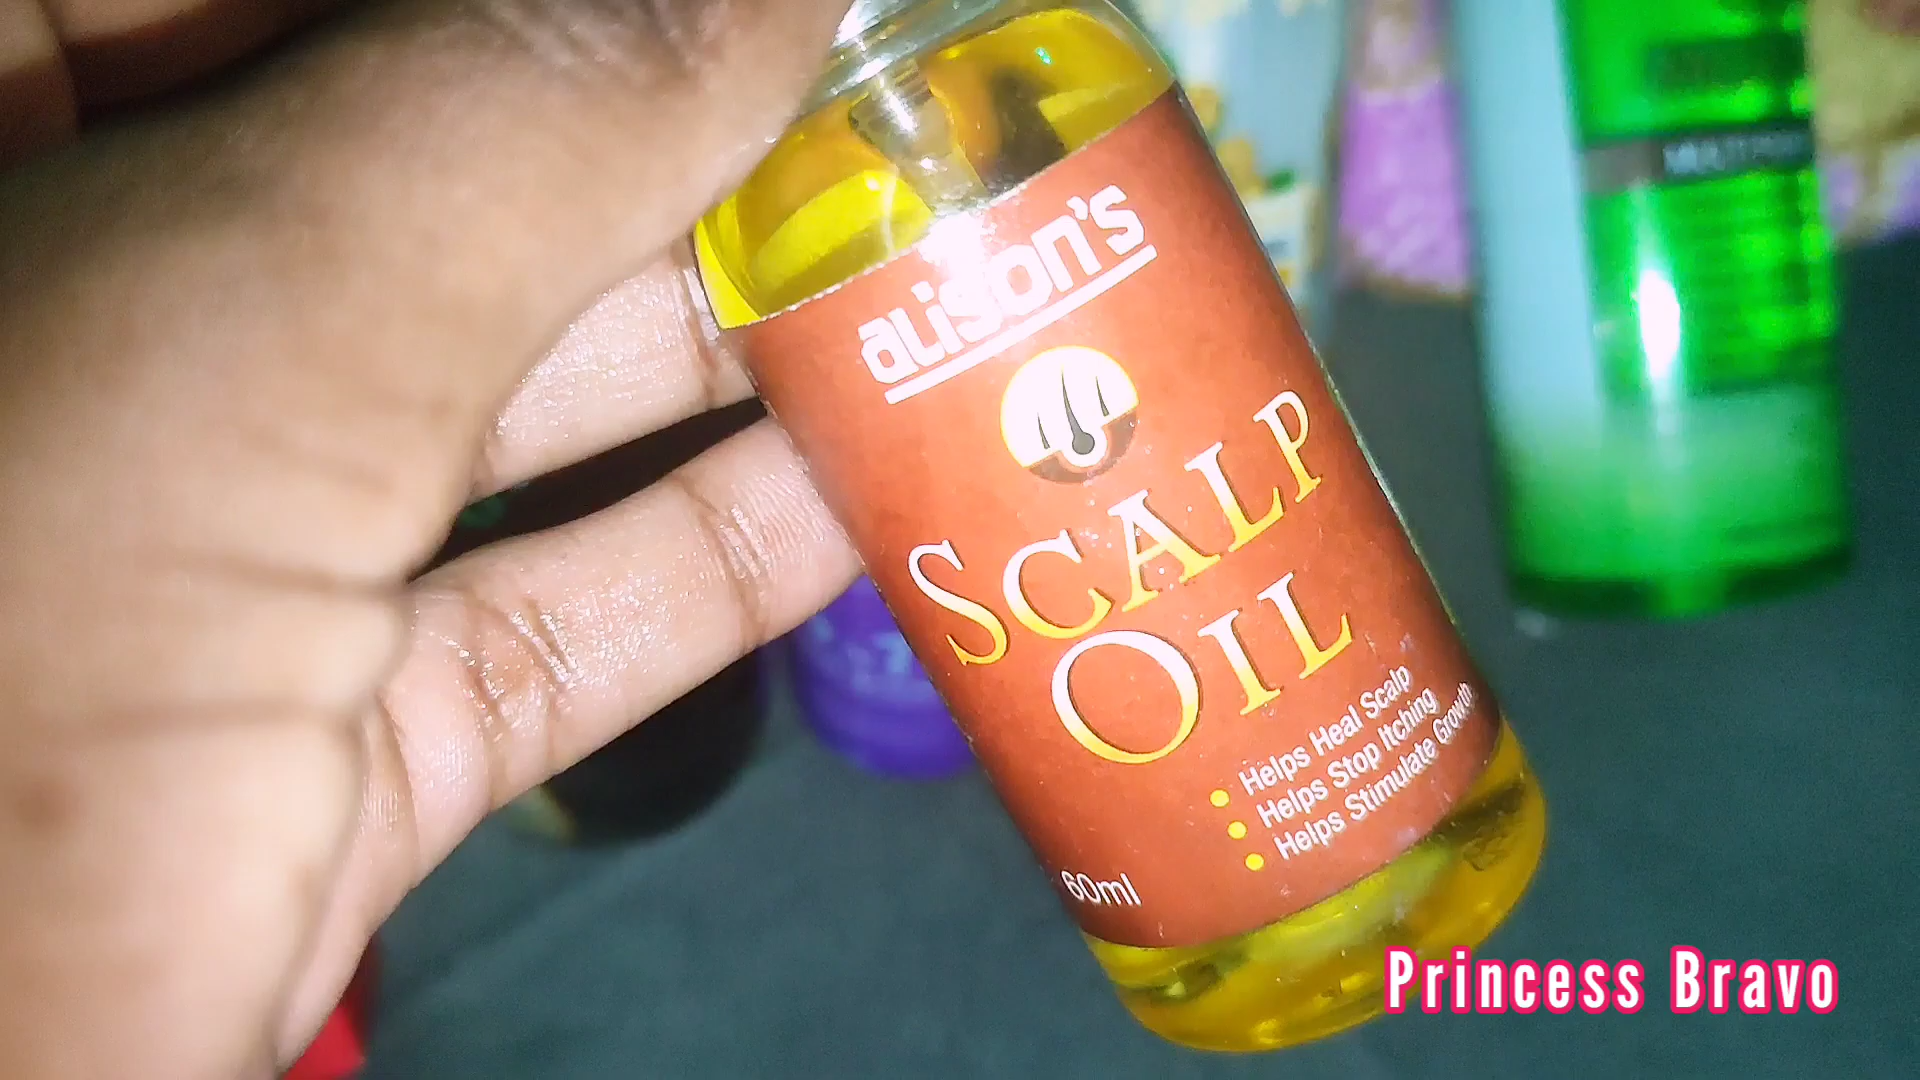 alison's
SCALP
OIL
Helps Heal Scalp
Helps Stop Itching
Helps Stimulate Growth
60ml
Princess Bravo